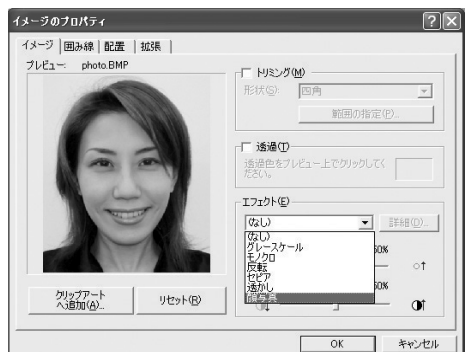 イメージのプロパティ
イメージ 囲み線 配置 拡張
プレビュー: photo.BMP
トリミング(M)
形状(S): 四角
範囲の指定(P)...
透過(T)
透過色をプレビュー上でクリックしてください。
エフェクト(E)
(なし) 詳細(D)...
(なし)
グレースケール
モノクロ
反転
セピア
透かし
顔写真
50%
50%
クリップアートへ追加(A)...
リセット(R)
OK キャンセル